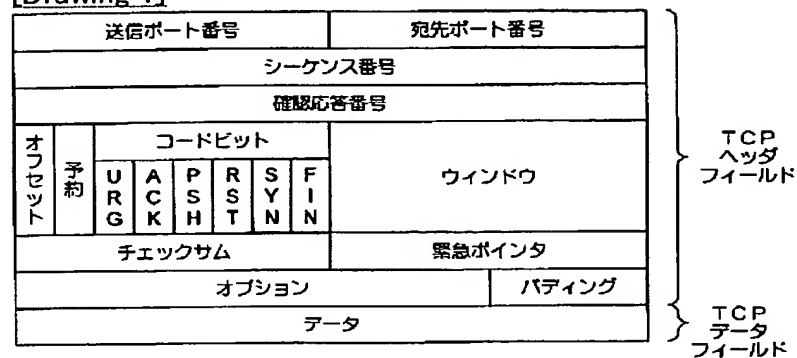 [Drawing 4]
送信ポート番号 宛先ポート番号
シーケンス番号
確認応答番号
オフセット
予約
コードビット
URG
ACK
PSH
RST
SYN
FIN
ウィンドウ
チェックサム 緊急ポインタ
オプション パディング
データ
TCP
ヘッダ
フィールド
TCP
データ
フィールド